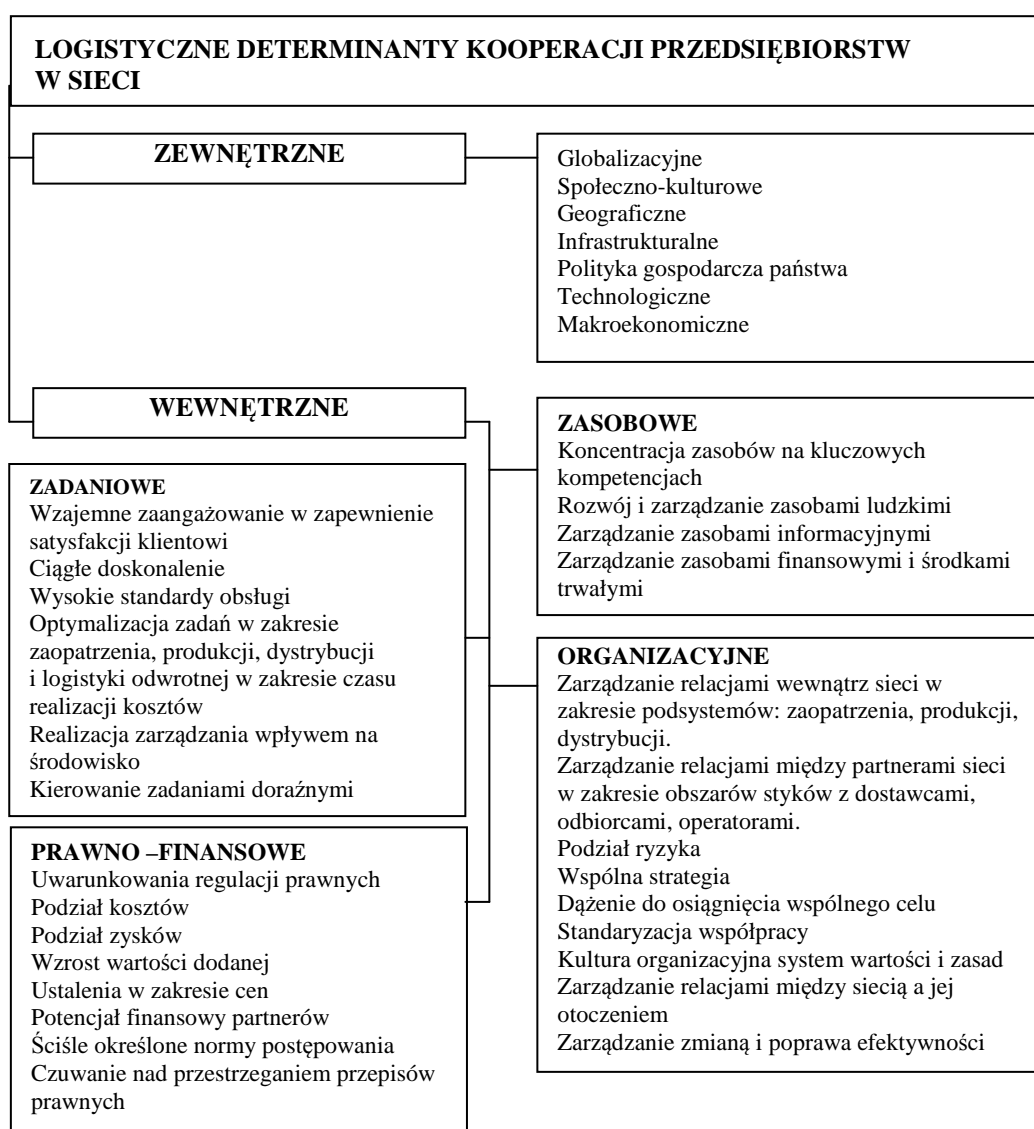 LOGISTYCZNE DETERMINANTY KOOPERACJI PRZEDSIĘBIORSTW
W SIECI
ZEWNĘTRZNE
Globalizacyjne
Społeczno-kulturowe
Geograficzne
Infrastrukturalne
Polityka gospodarcza państwa
Technologiczne
Makroekonomiczne
WEWNĘTRZNE
ZASOBOWE
Koncentracja zasobów na kluczowych
kompetencjach
Rozwój i zarządzanie zasobami ludzkimi
Zarządzanie zasobami informacyjnymi
Zarządzanie zasobami finansowymi i środkami
trwałymi
ZADANIOWE
Wzajemne zaangażowanie w zapewnienie
satysfakcji klientowi
Ciągłe doskonalenie
Wysokie standardy obsługi
Optymalizacja zadań w zakresie
zaopatrzenia, produkcji, dystrybucji
i logistyki odwrotnej w zakresie czasu
realizacji kosztów
Realizacja zarządzania wpływem na
środowisko
Kierowanie zadaniami doraźnymi
ORGANIZACYJNE
Zarządzanie relacjami wewnątrz sieci w
zakresie podsystemów: zaopatrzenia, produkcji,
dystrybucji.
Zarządzanie relacjami między partnerami sieci
w zakresie obszarów styków z dostawcami,
odbiorcami, operatorami.
Podział ryzyka
Wspólna strategia
Dążenie do osiągnięcia wspólnego celu
Standaryzacja współpracy
Kultura organizacyjna system wartości i zasad
Zarządzanie relacjami między siecią a jej
otoczeniem
Zarządzanie zmianą i poprawa efektywności
PRAWNO –FINANSOWE
Uwarunkowania regulacji prawnych
Podział kosztów
Podział zysków
Wzrost wartości dodanej
Ustalenia w zakresie cen
Potencjał finansowy partnerów
Ściśle określone normy postępowania
Czuwanie nad przestrzeganiem przepisów
prawnych